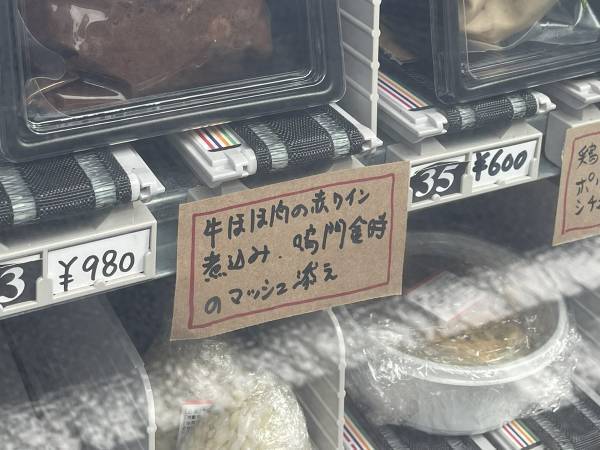 牛ほほ肉の赤ワイン
煮込み.鳴門金時
のマッシュ添え
3
¥980
35
¥600
鶏
ポ
シチ